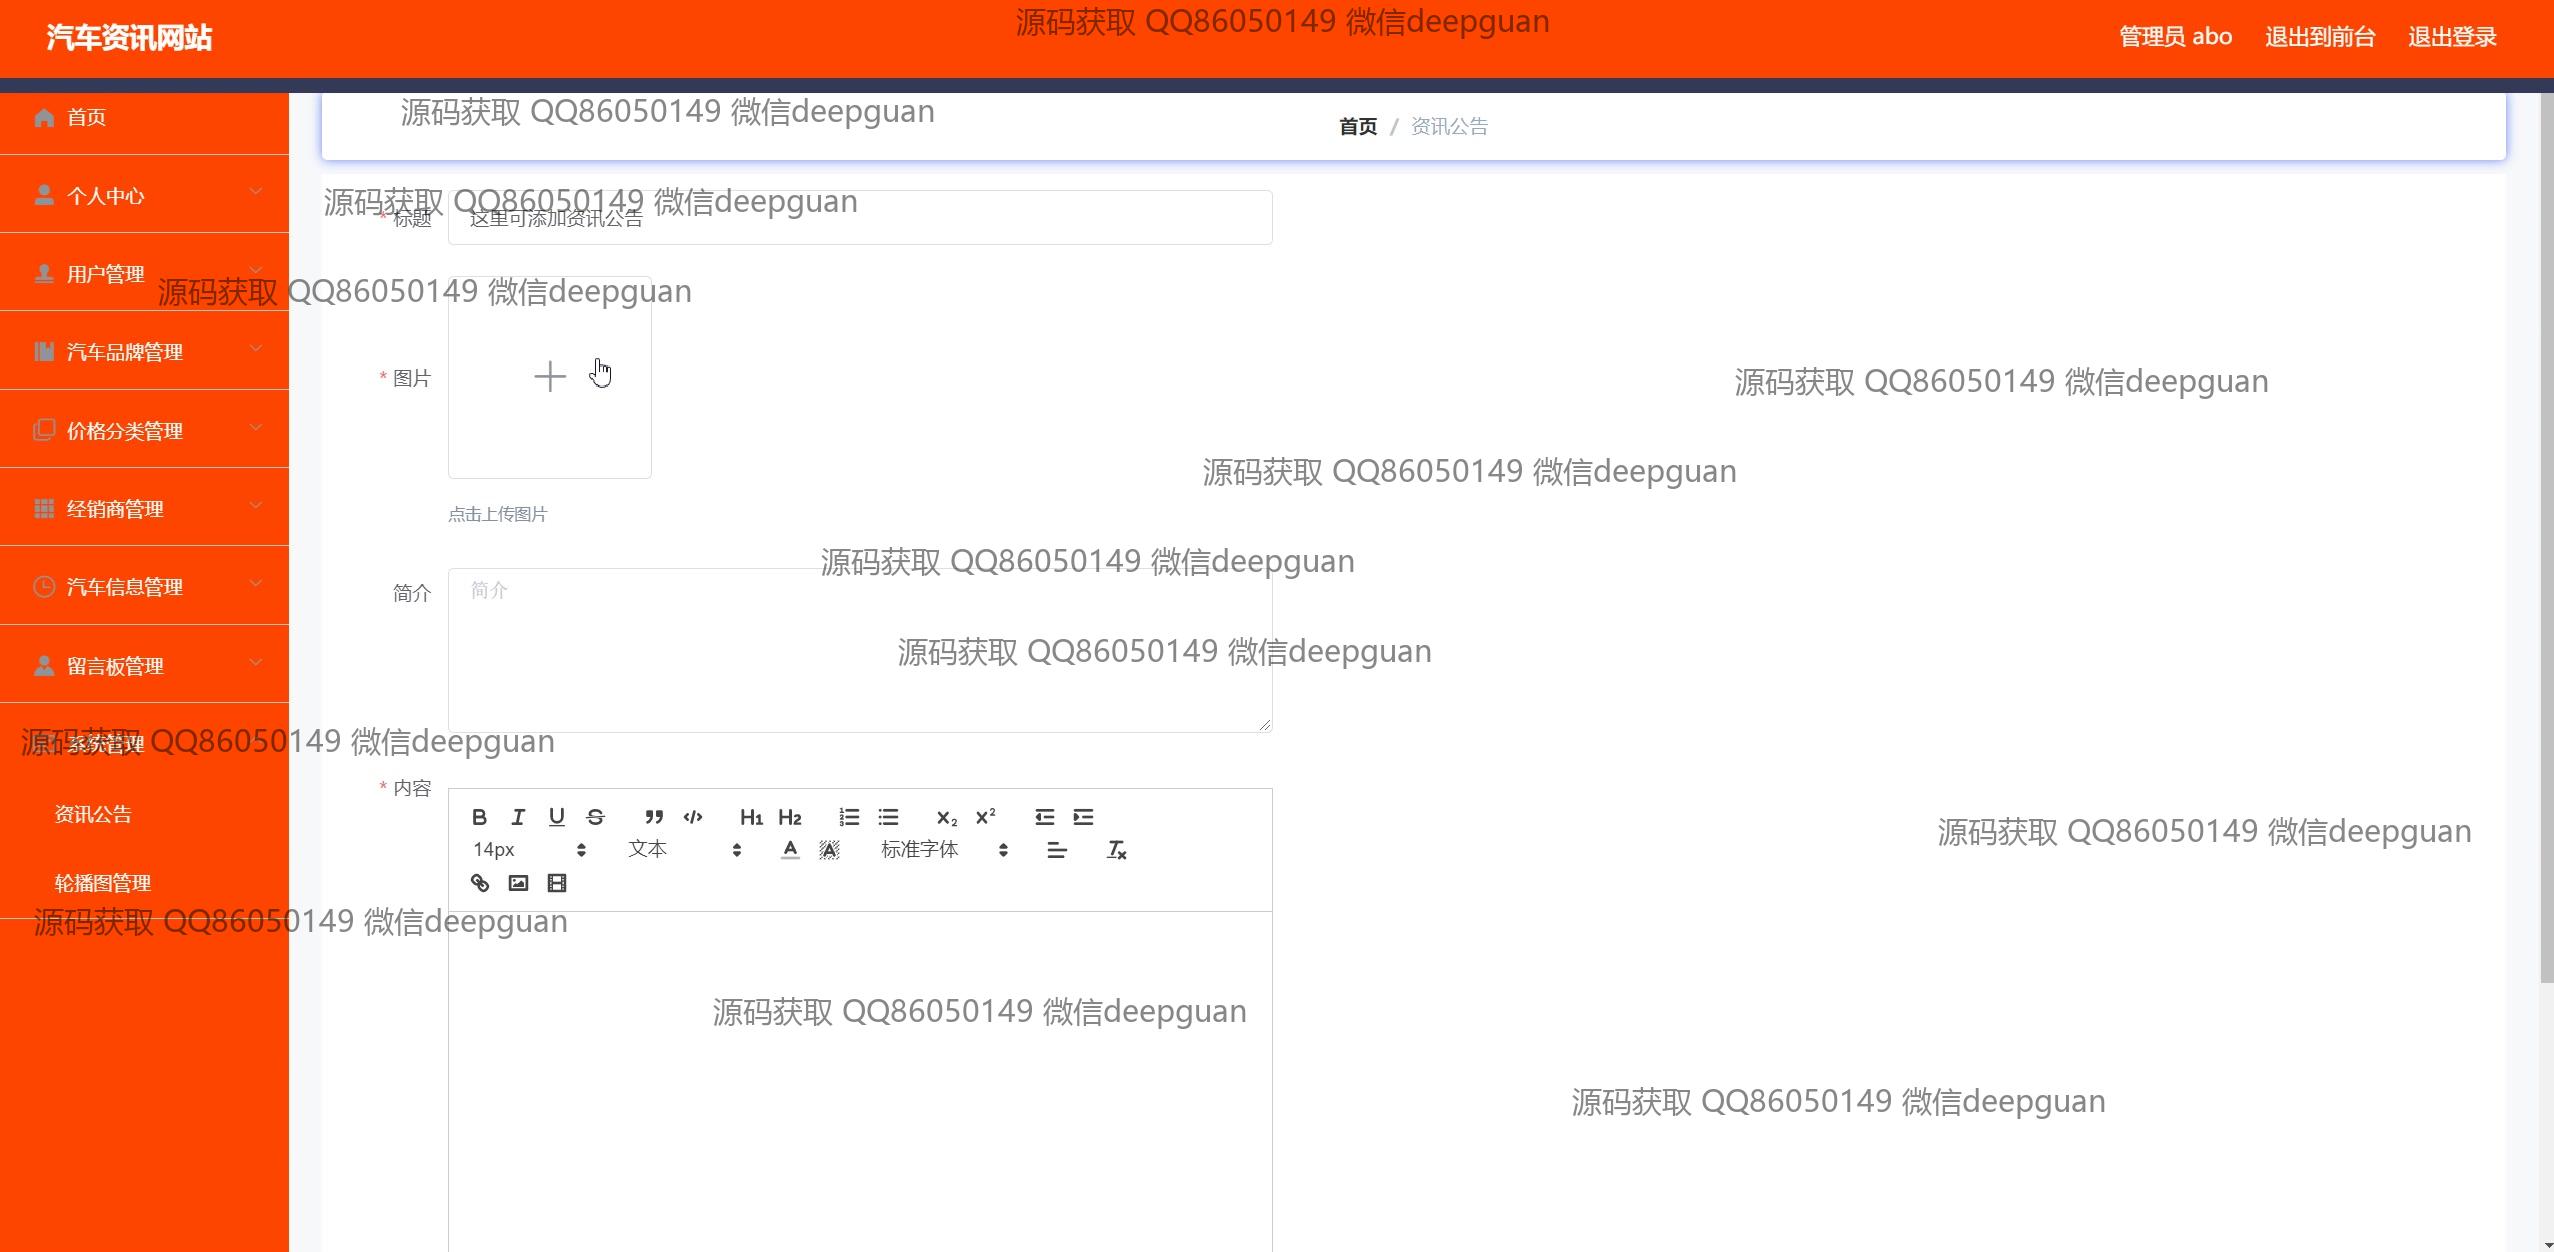 源码获取 QQ86050149 微信deepguan
汽车资讯网站
管理员 abo
退出到前台
退出登录
源码获取 QQ86050149 微信deepguan
首页
首页 / 资讯公告
个人中心
源码获取 QQ86050149 微信deepguan
* 标题
这里可添加资讯公告
用户管理
源码获取 QQ86050149 微信deepguan
汽车品牌管理
* 图片
源码获取 QQ86050149 微信deepguan
价格分类管理
源码获取 QQ86050149 微信deepguan
经销商管理
点击上传图片
源码获取 QQ86050149 微信deepguan
汽车信息管理
简介
简介
源码获取 QQ86050149 微信deepguan
留言板管理
源码获取 QQ86050149 微信deepguan
系统管理
* 内容
资讯公告
B I U S H1 H2 X2 X2
源码获取 QQ86050149 微信deepguan
14px 文本 A A 标准字体 Tx
轮播图管理
源码获取 QQ86050149 微信deepguan
源码获取 QQ86050149 微信deepguan
源码获取 QQ86050149 微信deepguan